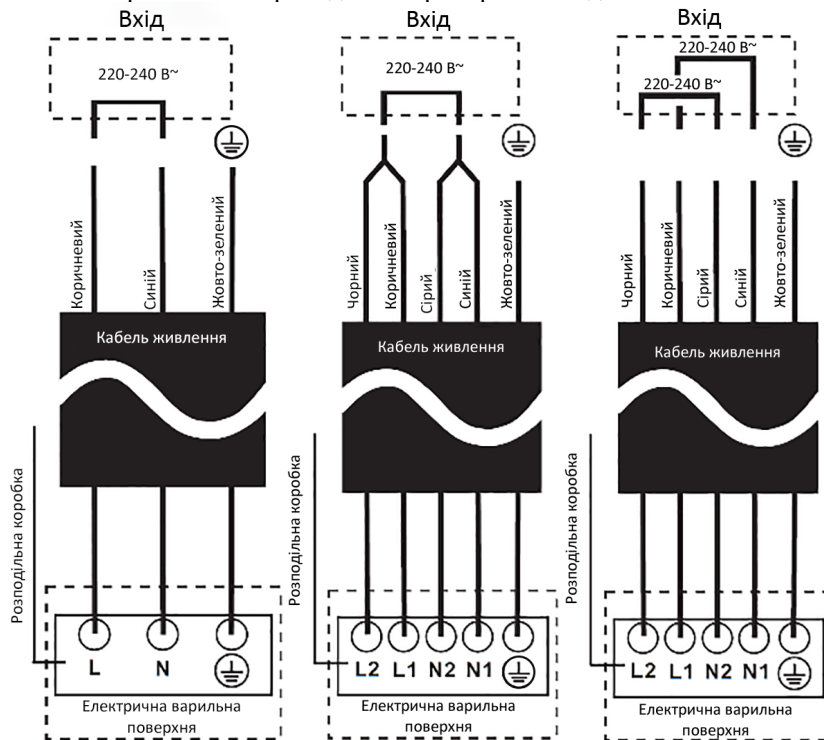 Вхід
220-240 В~
Коричневий
Синій
Жовто-зелений
Кабель живлення
Розподільна коробка
L N
Електрична варильна
поверхня
Вхід
220-240 В~
Чорний
Коричневий
Сірий
Синій
Жовто-зелений
Кабель живлення
Розподільна коробка
L2 L1 N2 N1
Електрична варильна
поверхня
Вхід
220-240 В~
220-240 В~
Чорний
Коричневий
Сірий
Синій
Жовто-зелений
Кабель живлення
Розподільна коробка
L2 L1 N2 N1
Електрична варильна
поверхня